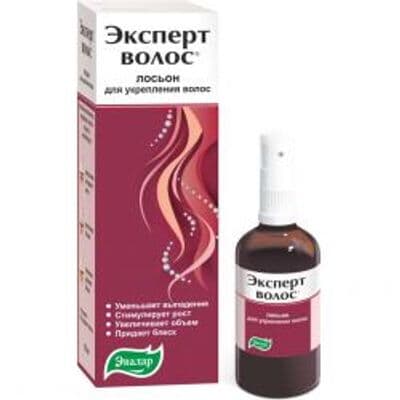 Эксперт
волос®
лосьон
для укрепления волос
Уменьшает выпадение
Стимулирует рост
Увеличивает объем
Придает блеск
Эвалар
Эксперт
волос®
лосьон
для укрепления волос
Эвалар